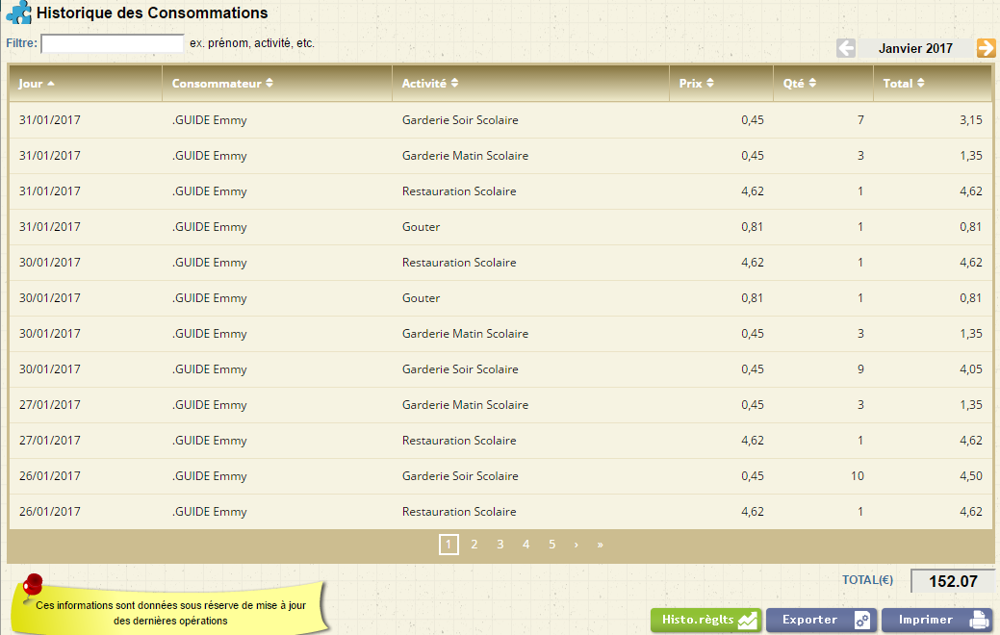 Historique des Consommations
Filtre: ex. prénom, activité, etc.
Janvier 2017
Jour Consommateur Activité Prix Qté Total
31/01/2017 .GUIDE Emmy Garderie Soir Scolaire 0,45 7 3,15
31/01/2017 .GUIDE Emmy Garderie Matin Scolaire 0,45 3 1,35
31/01/2017 .GUIDE Emmy Restauration Scolaire 4,62 1 4,62
31/01/2017 .GUIDE Emmy Gouter 0,81 1 0,81
30/01/2017 .GUIDE Emmy Restauration Scolaire 4,62 1 4,62
30/01/2017 .GUIDE Emmy Gouter 0,81 1 0,81
30/01/2017 .GUIDE Emmy Garderie Matin Scolaire 0,45 3 1,35
30/01/2017 .GUIDE Emmy Garderie Soir Scolaire 0,45 9 4,05
27/01/2017 .GUIDE Emmy Garderie Matin Scolaire 0,45 3 1,35
27/01/2017 .GUIDE Emmy Restauration Scolaire 4,62 1 4,62
26/01/2017 .GUIDE Emmy Garderie Soir Scolaire 0,45 10 4,50
26/01/2017 .GUIDE Emmy Restauration Scolaire 4,62 1 4,62
1 2 3 4 5 › »
TOTAL(€) 152.07
Ces informations sont données sous réserve de mise à jour
des dernières opérations
Histo.règlts Exporter Imprimer